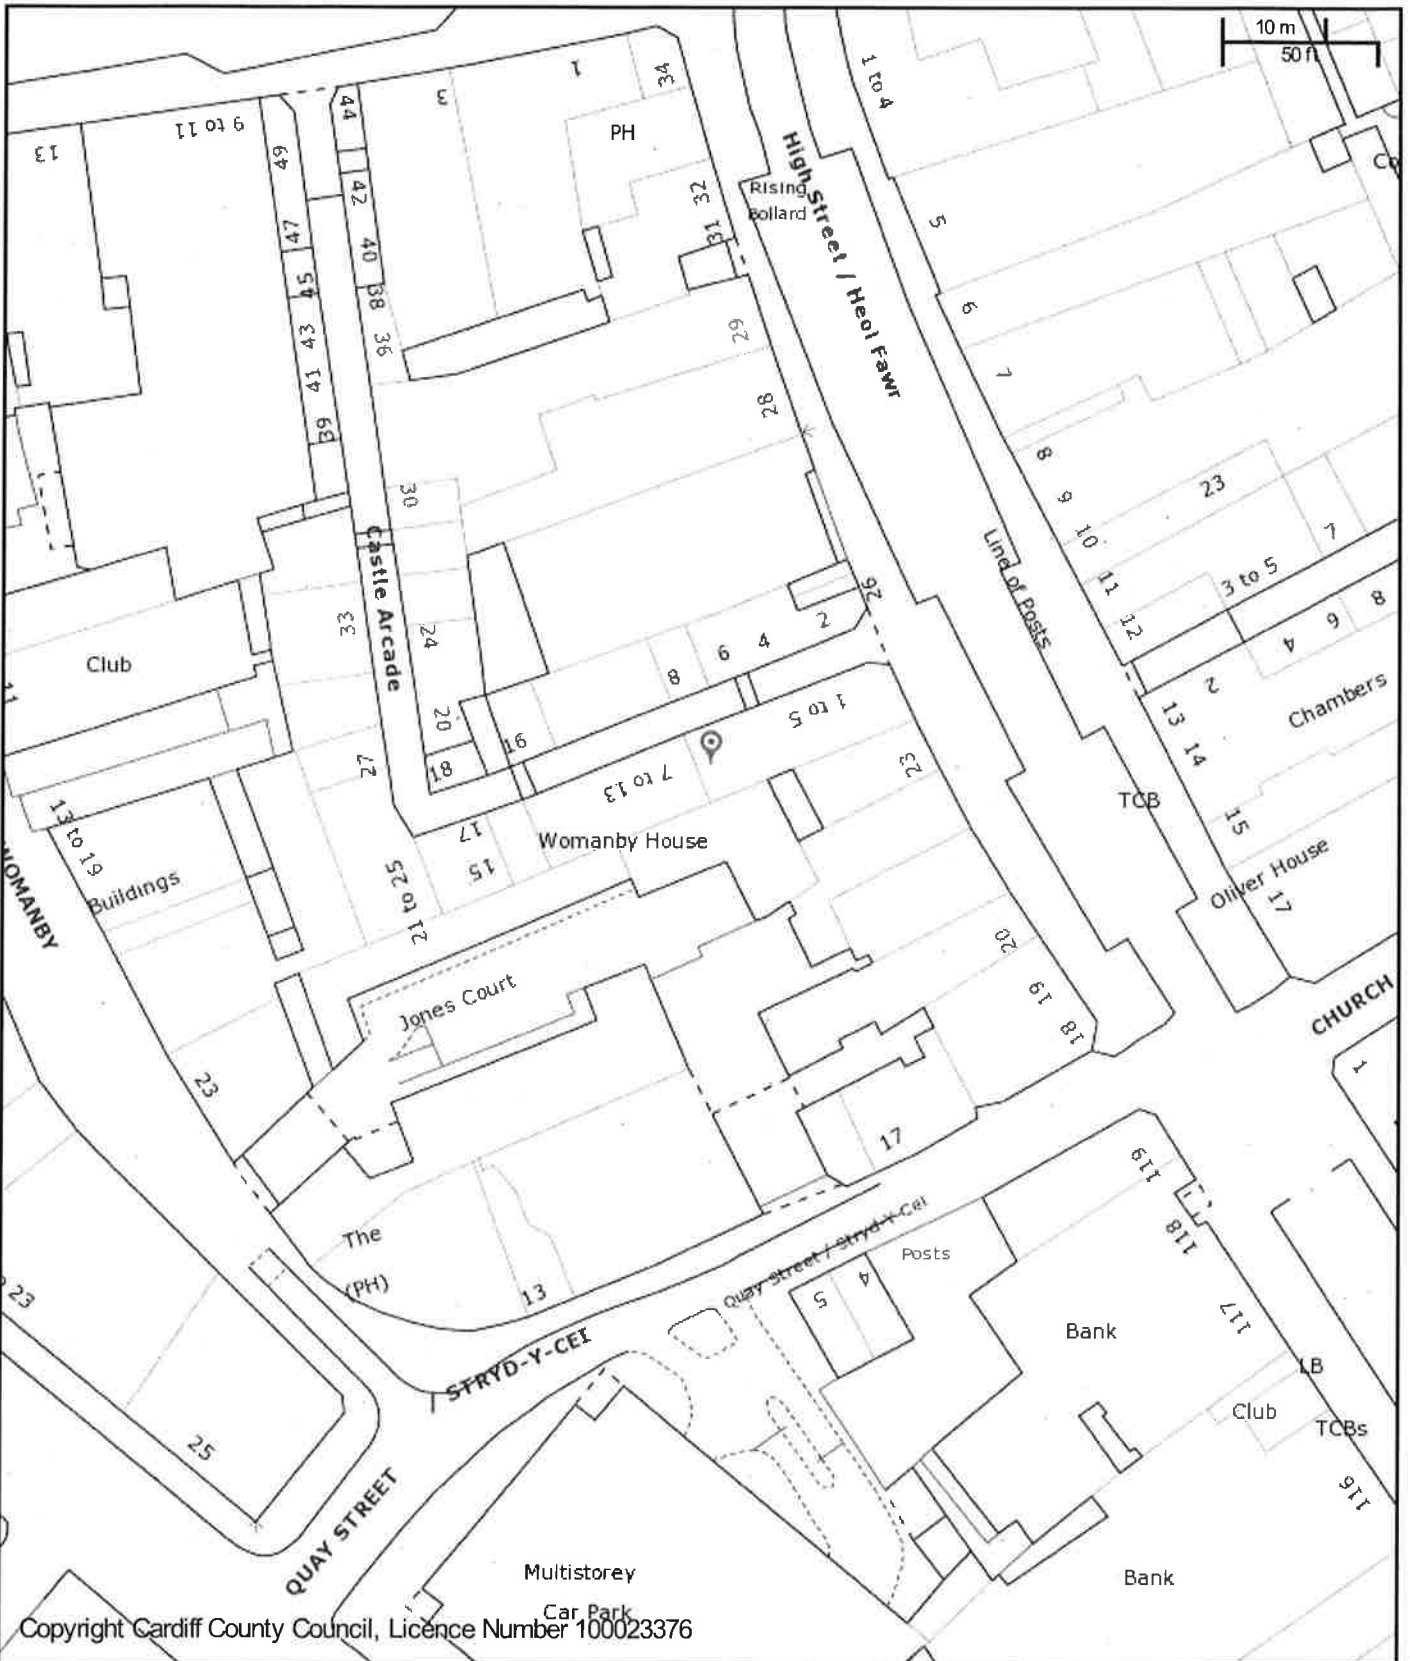 10 m
50 ft
1
3
34
44
9 to 11
13
PH
1 to 4
49
42
32
Rising
Bollard
High Street / Heol Fawr
31
5
47
40
45
38
6
43
36
29
7
41
28
39
8
30
9
23
10
Line of Posts
7
11
3 to 5
Castle Arcade
33
24
26
12
8
6
4
2
4
6
8
2
Club
11
Chambers
20
16
1 to 5
13
14
27
18
7 to 13
23
TCB
13 to 19
17
Womanby House
15
15
Oliver House
17
WOMANBY
Buildings
21 to 25
20
Jones Court
19
18
CHURCH
1
23
17
119
The
(PH)
Quay Street / Stryd Y Cei
Posts
118
23
13
5
4
117
Bank
STRYD-Y-CEI
LB
Club
TCBs
25
116
QUAY STREET
Multistorey
Car Park
Bank
Copyright Cardiff County Council, Licence Number 100023376